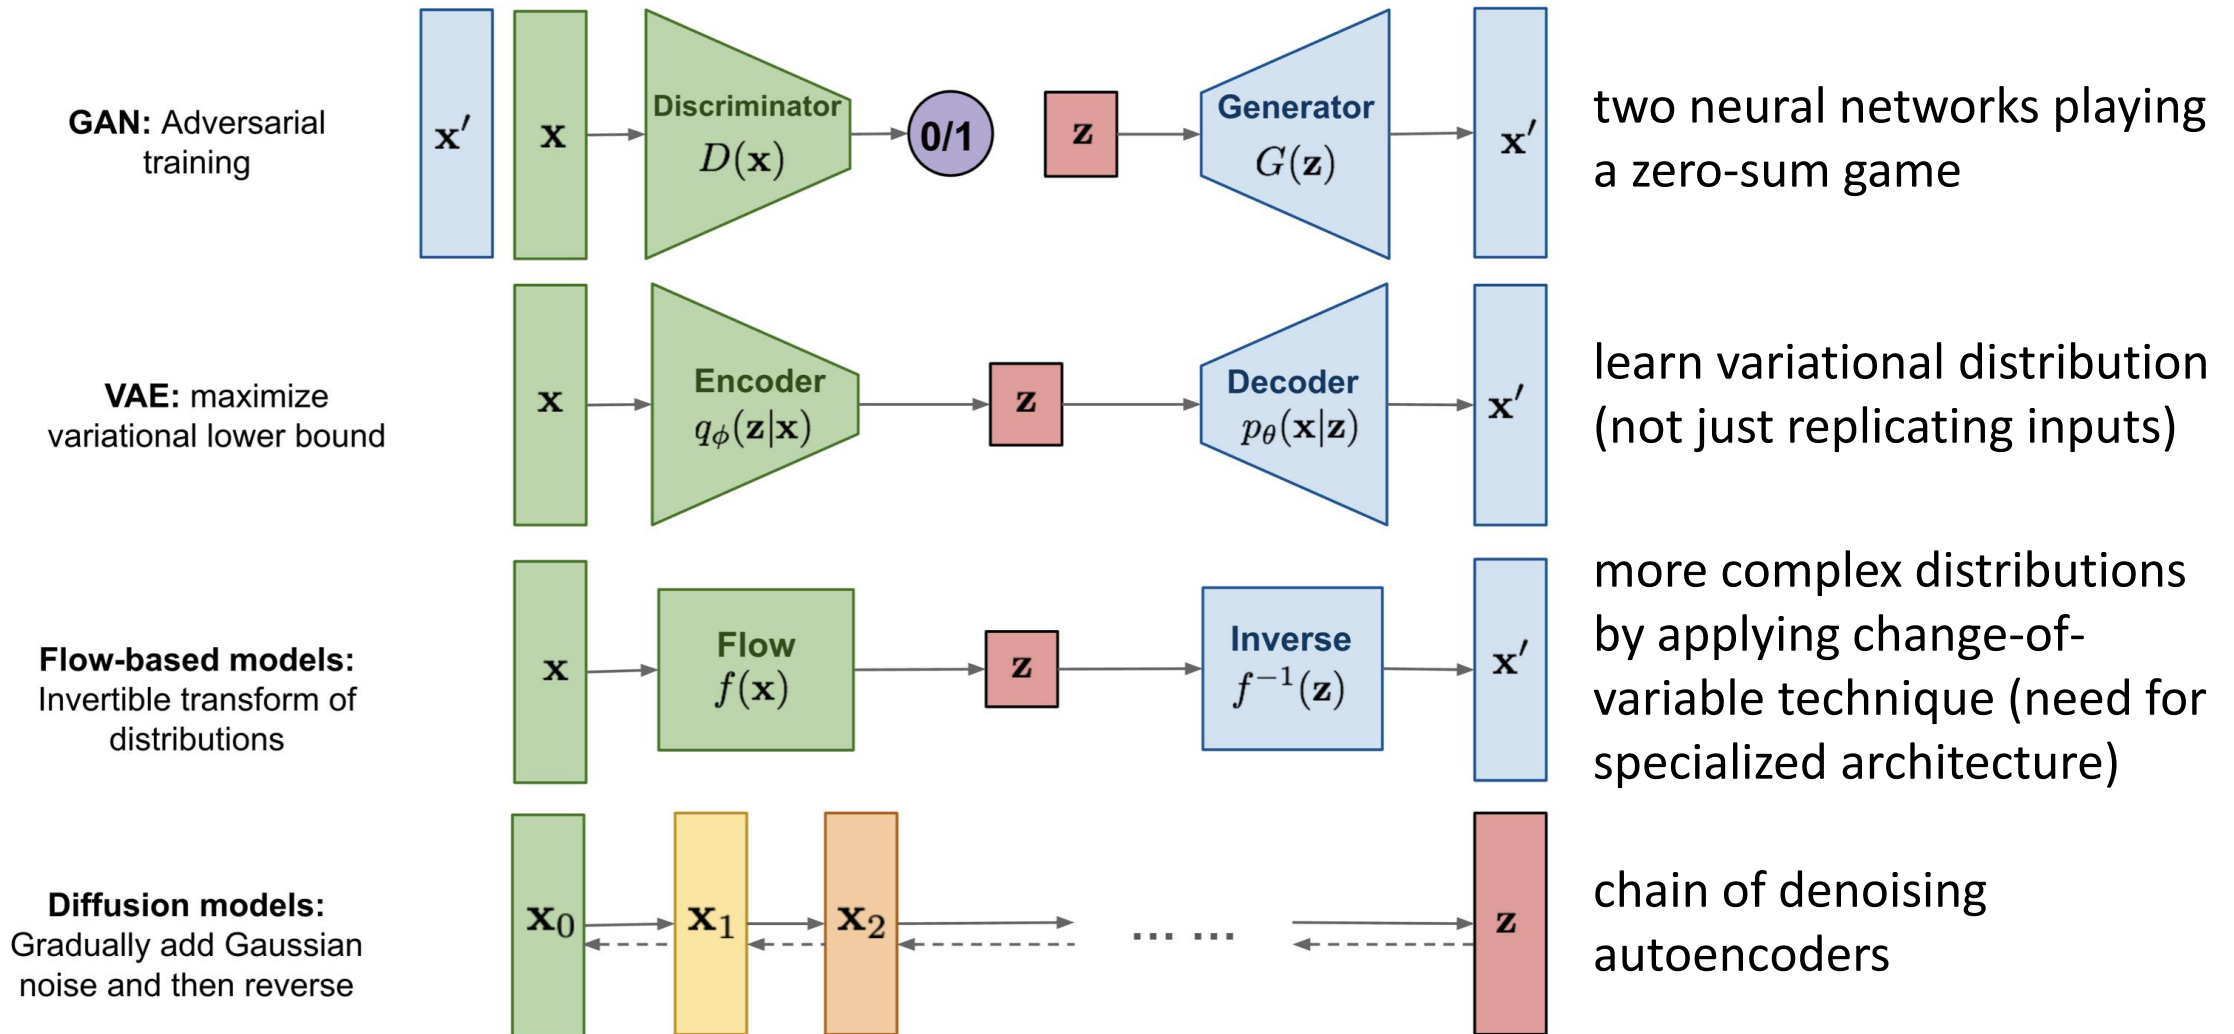 GAN: Adversarial
training
x′
x
Discriminator
D(x)
0/1
z
Generator
G(z)
x′
two neural networks playing
a zero-sum game
VAE: maximize
variational lower bound
x
Encoder
qϕ(z|x)
z
Decoder
pθ(x|z)
x′
learn variational distribution
(not just replicating inputs)
Flow-based models:
Invertible transform of
distributions
x
Flow
f(x)
z
Inverse
f⁻¹(z)
x′
more complex distributions
by applying change-of-
variable technique (need for
specialized architecture)
Diffusion models:
Gradually add Gaussian
noise and then reverse
x₀
x₁
x₂
... ...
z
chain of denoising
autoencoders